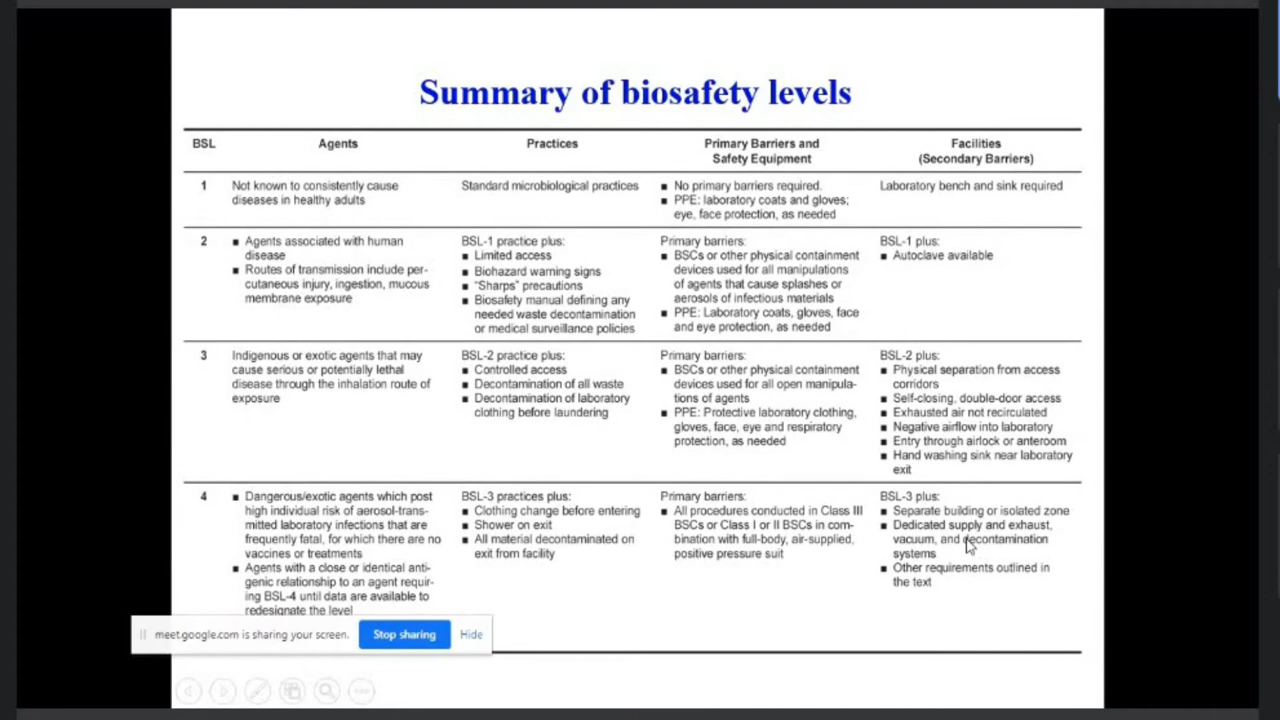 Summary of biosafety levels
BSL
Agents
Practices
Primary Barriers and
Safety Equipment
Facilities
(Secondary Barriers)
1
Not known to consistently cause
diseases in healthy adults
Standard microbiological practices
■ No primary barriers required.
■ PPE: laboratory coats and gloves;
eye, face protection, as needed
Laboratory bench and sink required
2
■ Agents associated with human
disease
■ Routes of transmission include per-
cutaneous injury, ingestion, mucous
membrane exposure
BSL-1 practice plus:
■ Limited access
■ Biohazard warning signs
■ "Sharps" precautions
■ Biosafety manual defining any
needed waste decontamination
or medical surveillance policies
Primary barriers:
■ BSCs or other physical containment
devices used for all manipulations
of agents that cause splashes or
aerosols of infectious materials
■ PPE: Laboratory coats, gloves, face
and eye protection, as needed
BSL-1 plus:
■ Autoclave available
3
Indigenous or exotic agents that may
cause serious or potentially lethal
disease through the inhalation route of
exposure
BSL-2 practice plus:
■ Controlled access
■ Decontamination of all waste
■ Decontamination of laboratory
clothing before laundering
Primary barriers:
■ BSCs or other physical containment
devices used for all open manipula-
tions of agents
■ PPE: Protective laboratory clothing,
gloves, face, eye and respiratory
protection, as needed
BSL-2 plus:
■ Physical separation from access
corridors
■ Self-closing, double-door access
■ Exhausted air not recirculated
■ Negative airflow into laboratory
■ Entry through airlock or anteroom
■ Hand washing sink near laboratory
exit
4
■ Dangerous/exotic agents which post
high individual risk of aerosol-trans-
mitted laboratory infections that are
frequently fatal, for which there are no
vaccines or treatments
■ Agents with a close or identical anti-
genic relationship to an agent requir-
ing BSL-4 until data are available to
redesignate the level
BSL-3 practices plus:
■ Clothing change before entering
■ Shower on exit
■ All material decontaminated on
exit from facility
Primary barriers:
■ All procedures conducted in Class III
BSCs or Class I or II BSCs in com-
bination with full-body, air-supplied,
positive pressure suit
BSL-3 plus:
■ Separate building or isolated zone
■ Dedicated supply and exhaust,
vacuum, and decontamination
systems
■ Other requirements outlined in
the text
meet.google.com is sharing your screen.
Stop sharing
Hide